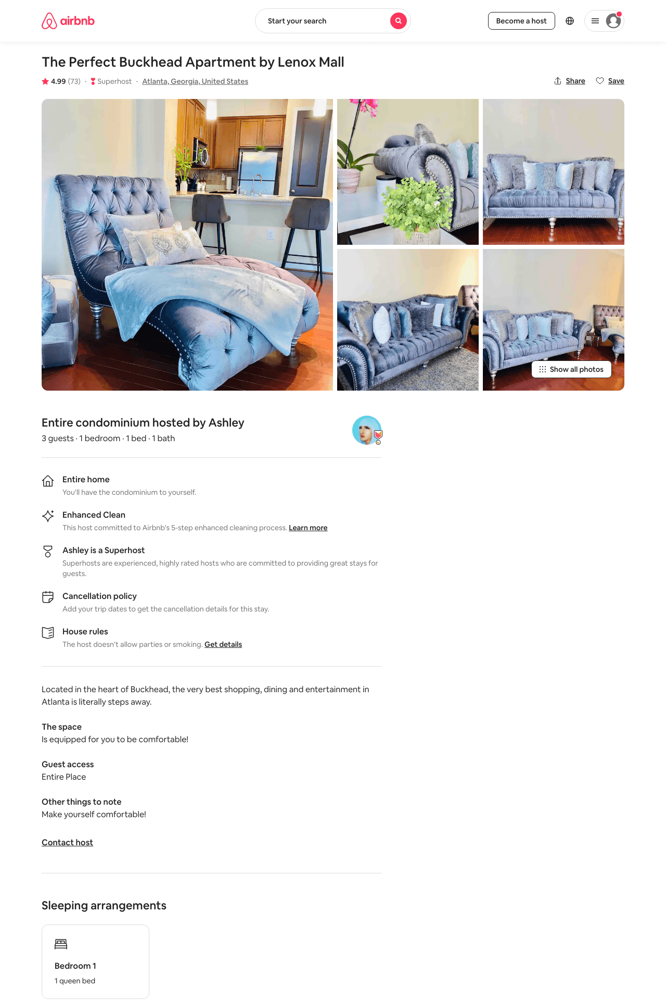 airbnb
Start your search
Become a host
The Perfect Buckhead Apartment by Lenox Mall
4.99 (73) · Superhost · Atlanta, Georgia, United States
Share
Save
Show all photos
Entire condominium hosted by Ashley
3 guests · 1 bedroom · 1 bed · 1 bath
Entire home
You'll have the condominium to yourself.
Enhanced Clean
This host committed to Airbnb's 5-step enhanced cleaning process. Learn more
Ashley is a Superhost
Superhosts are experienced, highly rated hosts who are committed to providing great stays for
guests.
Cancellation policy
Add your trip dates to get the cancellation details for this stay.
House rules
The host doesn't allow parties or smoking. Get details
Located in the heart of Buckhead, the very best shopping, dining and entertainment in
Atlanta is literally steps away.
The space
Is equipped for you to be comfortable!
Guest access
Entire Place
Other things to note
Make yourself comfortable!
Contact host
Sleeping arrangements
Bedroom 1
1 queen bed